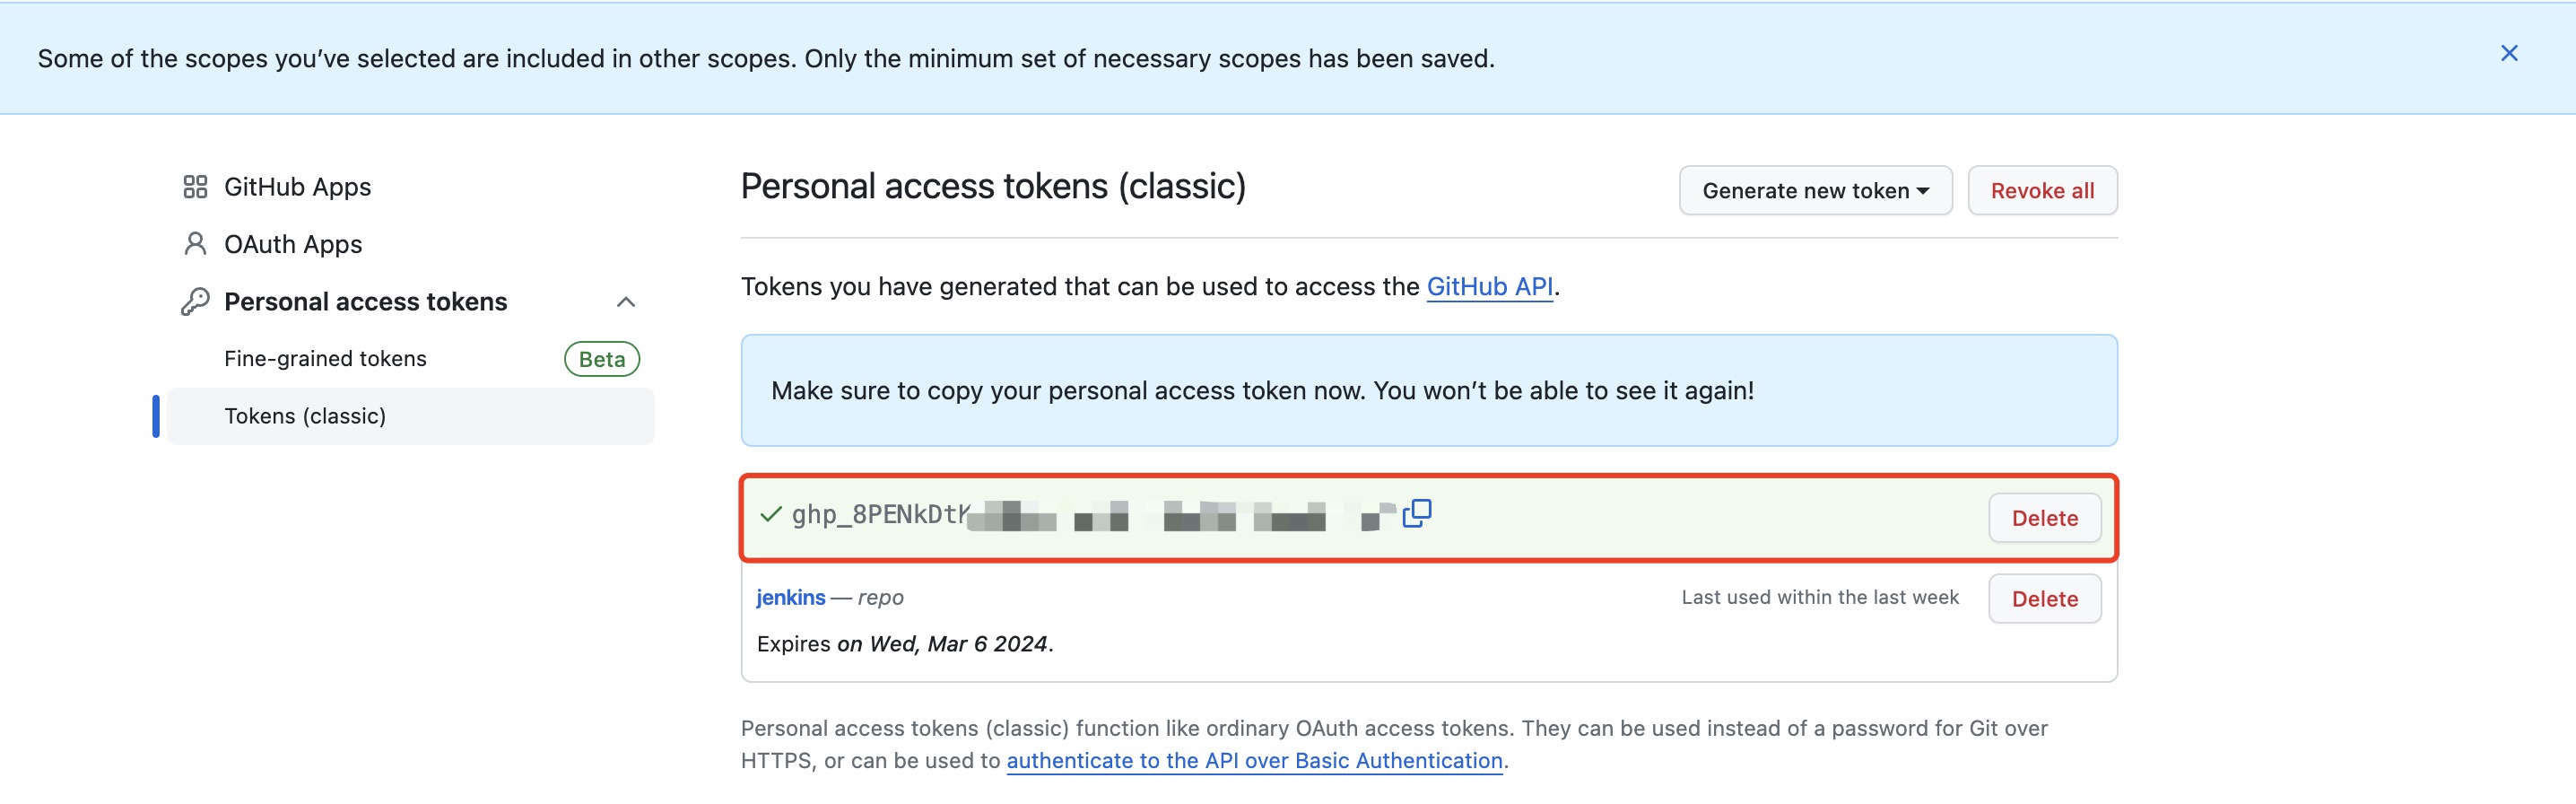 Some of the scopes you’ve selected are included in other scopes. Only the minimum set of necessary scopes has been saved.
GitHub Apps
OAuth Apps
Personal access tokens
Fine-grained tokens Beta
Tokens (classic)
Personal access tokens (classic)
Generate new token Revoke all
Tokens you have generated that can be used to access the GitHub API.
Make sure to copy your personal access token now. You won’t be able to see it again!
ghp_8PENkDt Delete
jenkins — repo Last used within the last week Delete
Expires on Wed, Mar 6 2024.
Personal access tokens (classic) function like ordinary OAuth access tokens. They can be used instead of a password for Git over
HTTPS, or can be used to authenticate to the API over Basic Authentication.